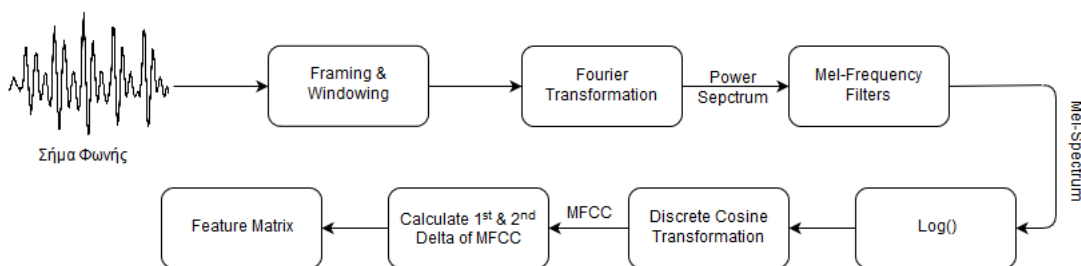 Framing &
Windowing
Fourier
Transformation
Power
Sepctrum
Mel-Frequency
Filters
Mel-Spectrum
Σήμα Φωνής
Feature Matrix
Calculate 1st & 2nd
Delta of MFCC
MFCC
Discrete Cosine
Transformation
Log()